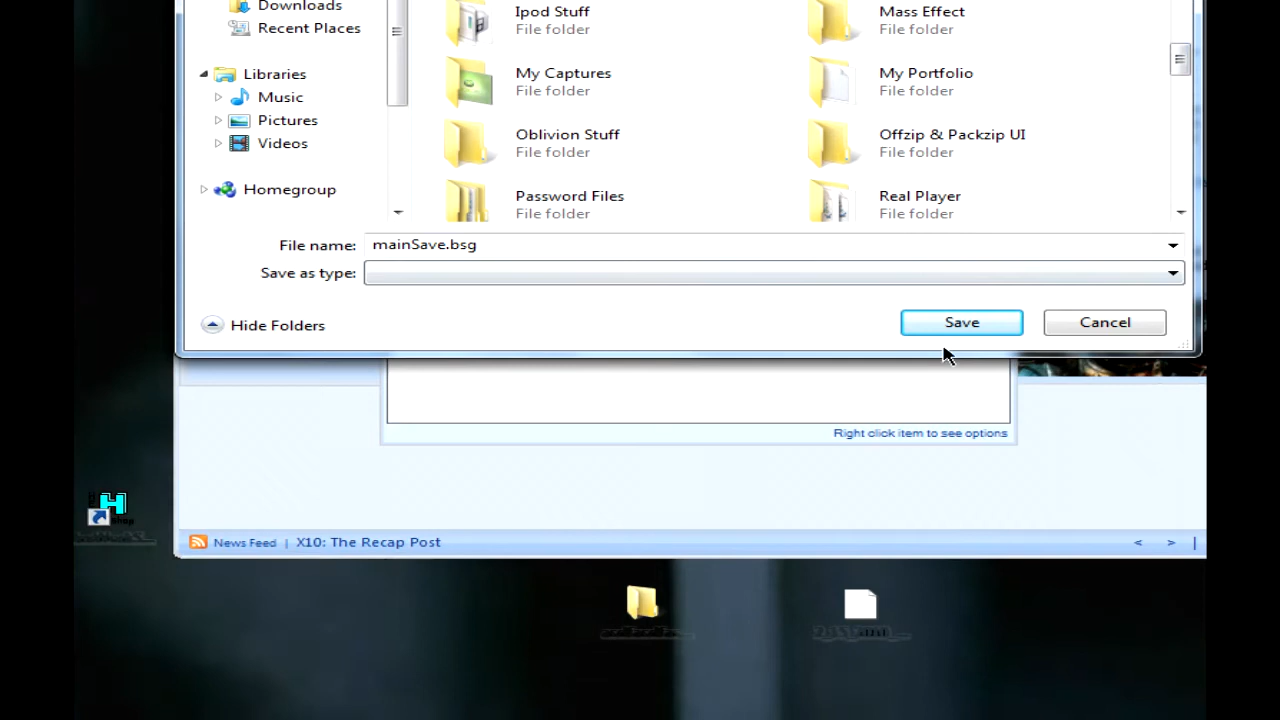 Downloads
Recent Places
Libraries
Music
Pictures
Videos
Homegroup
Ipod Stuff
File folder
Mass Effect
File folder
My Captures
File folder
My Portfolio
File folder
Oblivion Stuff
File folder
Offzip & Packzip UI
File folder
Password Files
File folder
Real Player
File folder
File name: mainSave.bsg
Save as type:
Hide Folders
Save
Cancel
Right click item to see options
News Feed | X10: The Recap Post
< > |